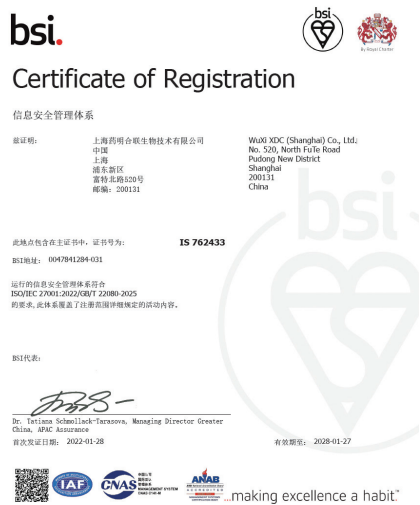 bsi.
bsi
By Royal Charter
Certificate of Registration
信息安全管理体系
兹证明:
上海药明合联生物技术有限公司
中国
上海
浦东新区
富特北路520号
邮编: 200131
WuXi XDC (Shanghai) Co., Ltd.
No. 520, North FuTe Road
Pudong New District
Shanghai
200131
China
此地点包含在主证书中, 证书号为:
IS 762433
BSI地址: 0047841284-031
运行的信息安全管理体系符合
ISO/IEC 27001:2022/GB/T 22080-2025
的要求, 此体系覆盖了注册范围详细规定的活动内容。
BSI代表:
Dr. Tatiana Schmollack-Tarasova, Managing Director Greater
China, APAC Assurance
首次发证日期: 2022-01-28
有效期至: 2028-01-27
IAF
CNAS
MANAGEMENT SYSTEM
ANAB
ACCREDITED
...making excellence a habit.™
bsi